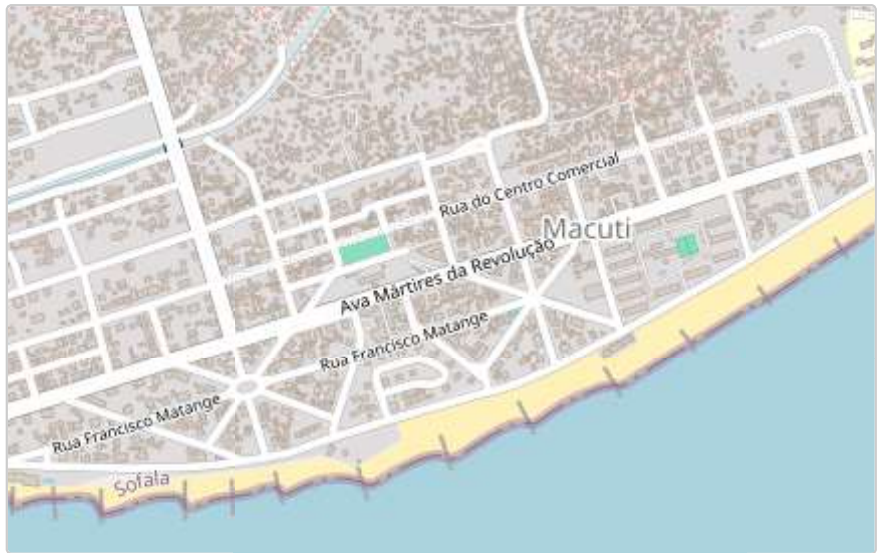 Rua do Centro Comercial
Macuti
Ava Mártires da Revolução
Rua Francisco Matange
Rua Francisco Matange
Sofala